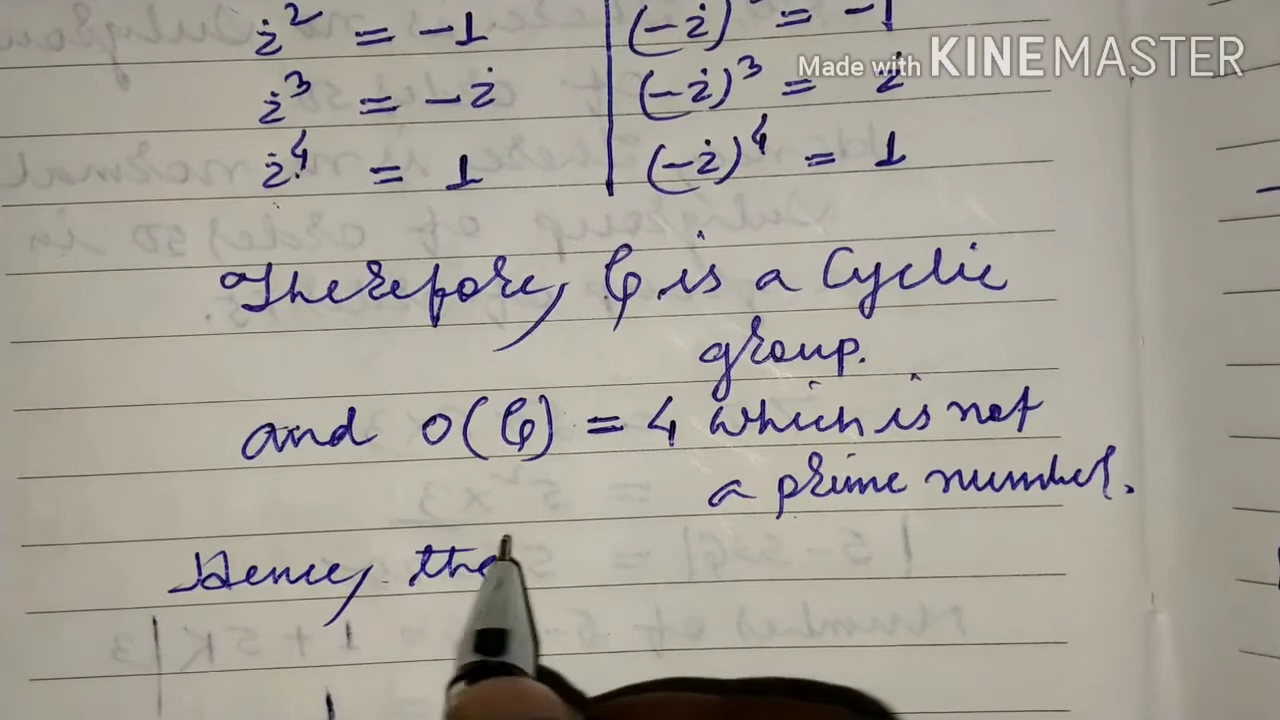 i² = -1 (-i)² = -1
Made with KINEMASTER
i³ = -i (-i)³ = i
i⁴ = 1 (-i)⁴ = 1
Therefore, G is a Cyclic
group.
and O(G) = 4 which is not
a prime number.
Hence, the